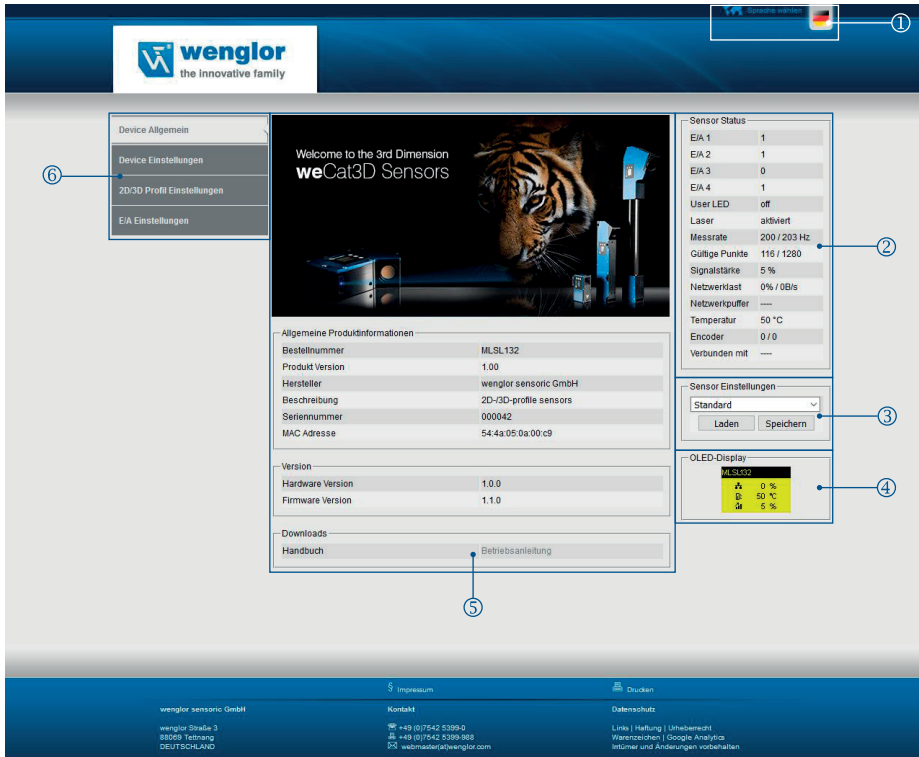 Sprache wählen
①
wenglor
the innovative family
Device Allgemein
Device Einstellungen
2D/3D Profil Einstellungen
E/A Einstellungen
⑥
Welcome to the 3rd Dimension
weCat3D Sensors
Sensor Status
E/A 1 1
E/A 2 1
E/A 3 0
E/A 4 1
User LED off
Laser aktiviert
Messrate 200 / 203 Hz
Gültige Punkte 116 / 1280
Signalstärke 5 %
Netzwerklast 0% / 0B/s
Netzwerkpuffer ----
Temperatur 50 °C
Encoder 0 / 0
Verbunden mit ----
②
Allgemeine Produktinformationen
Bestellnummer MLSL132
Produkt Version 1.00
Hersteller wenglor sensoric GmbH
Beschreibung 2D-/3D-profile sensors
Seriennummer 000042
MAC Adresse 54:4a:05:0a:00:c9
Sensor Einstellungen
Standard
Laden Speichern
③
OLED-Display
MLSL132
0 %
50 °C
5 %
④
Version
Hardware Version 1.0.0
Firmware Version 1.1.0
Downloads
Handbuch Betriebsanleitung
⑤
§ Impressum
Drucken
wenglor sensoric GmbH
wenglor Straße 3
88069 Tettnang
DEUTSCHLAND
Kontakt
+49 (0)7542 5399-0
+49 (0)7542 5399-988
webmaster(at)wenglor.com
Datenschutz
Links | Haftung | Urheberrecht
Warenzeichen | Google Analytics
Irrtümer und Änderungen vorbehalten